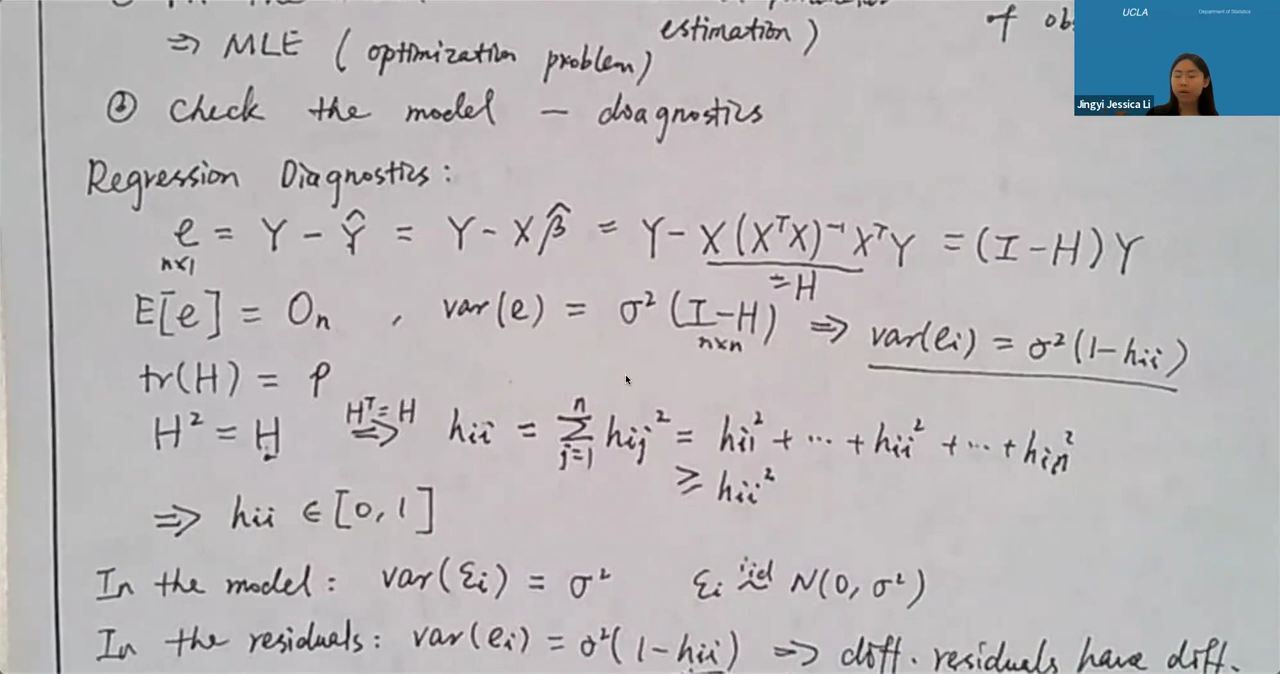 estimation)
of
⇒ MLE (optimization problem)
② Check the model — diagnostics
Regression Diagnostics:
e = Y - Ŷ = Y - Xβ̂ = Y - X(XᵀX)⁻¹XᵀY = (I-H)Y
n×1
=H
E[e] = 0ₙ , var(e) = σ²(I-H) ⇒ var(eᵢ) = σ²(1-hᵢᵢ)
n×n
tr(H) = p
H² = H ⇒ Hᵀ=H hᵢᵢ = Σⱼ₌₁ⁿ hᵢⱼ² = hᵢ₁² + ⋯ + hᵢᵢ² + ⋯ + hᵢₙ²
≥ hᵢᵢ²
⇒ hᵢᵢ ∈ [0,1]
In the model: var(εᵢ) = σ² εᵢ iid ~ N(0, σ²)
In the residuals: var(eᵢ) = σ²(1-hᵢᵢ) ⇒ diff. residuals have diff.
UCLA
Department of Statistics
Jingyi Jessica Li